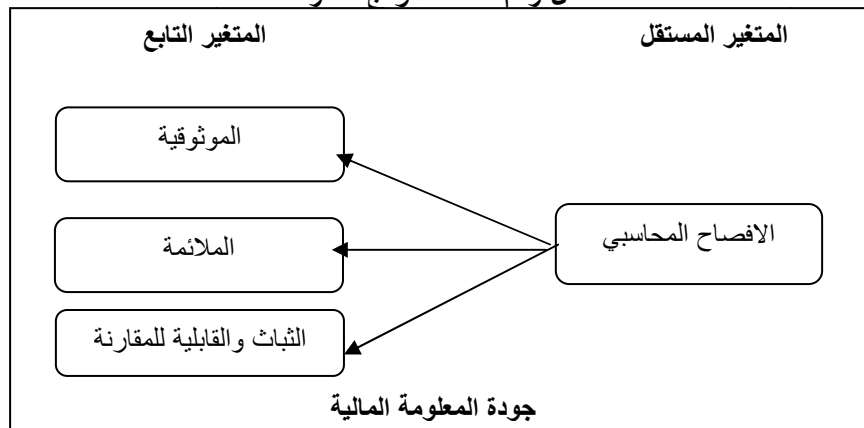 المتغير المستقل
المتغير التابع
الموثوقية
الافصاح المحاسبي
الملائمة
الثباث والقابلية للمقارنة
جودة المعلومة المالية